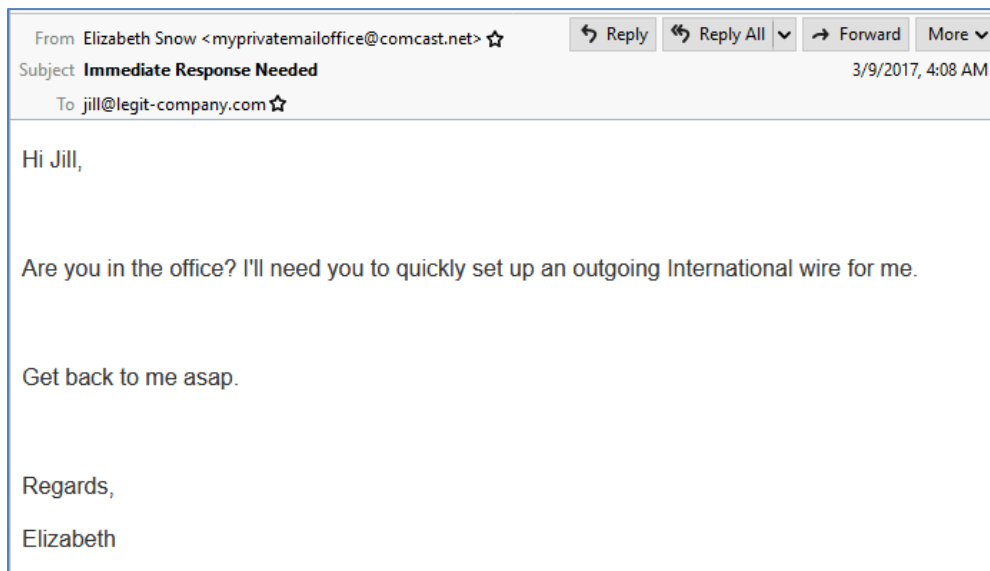 From Elizabeth Snow <myprivatemailoffice@comcast.net> Reply Reply All Forward More
Subject Immediate Response Needed 3/9/2017, 4:08 AM
To jill@legit-company.com
Hi Jill,
Are you in the office? I'll need you to quickly set up an outgoing International wire for me.
Get back to me asap.
Regards,
Elizabeth